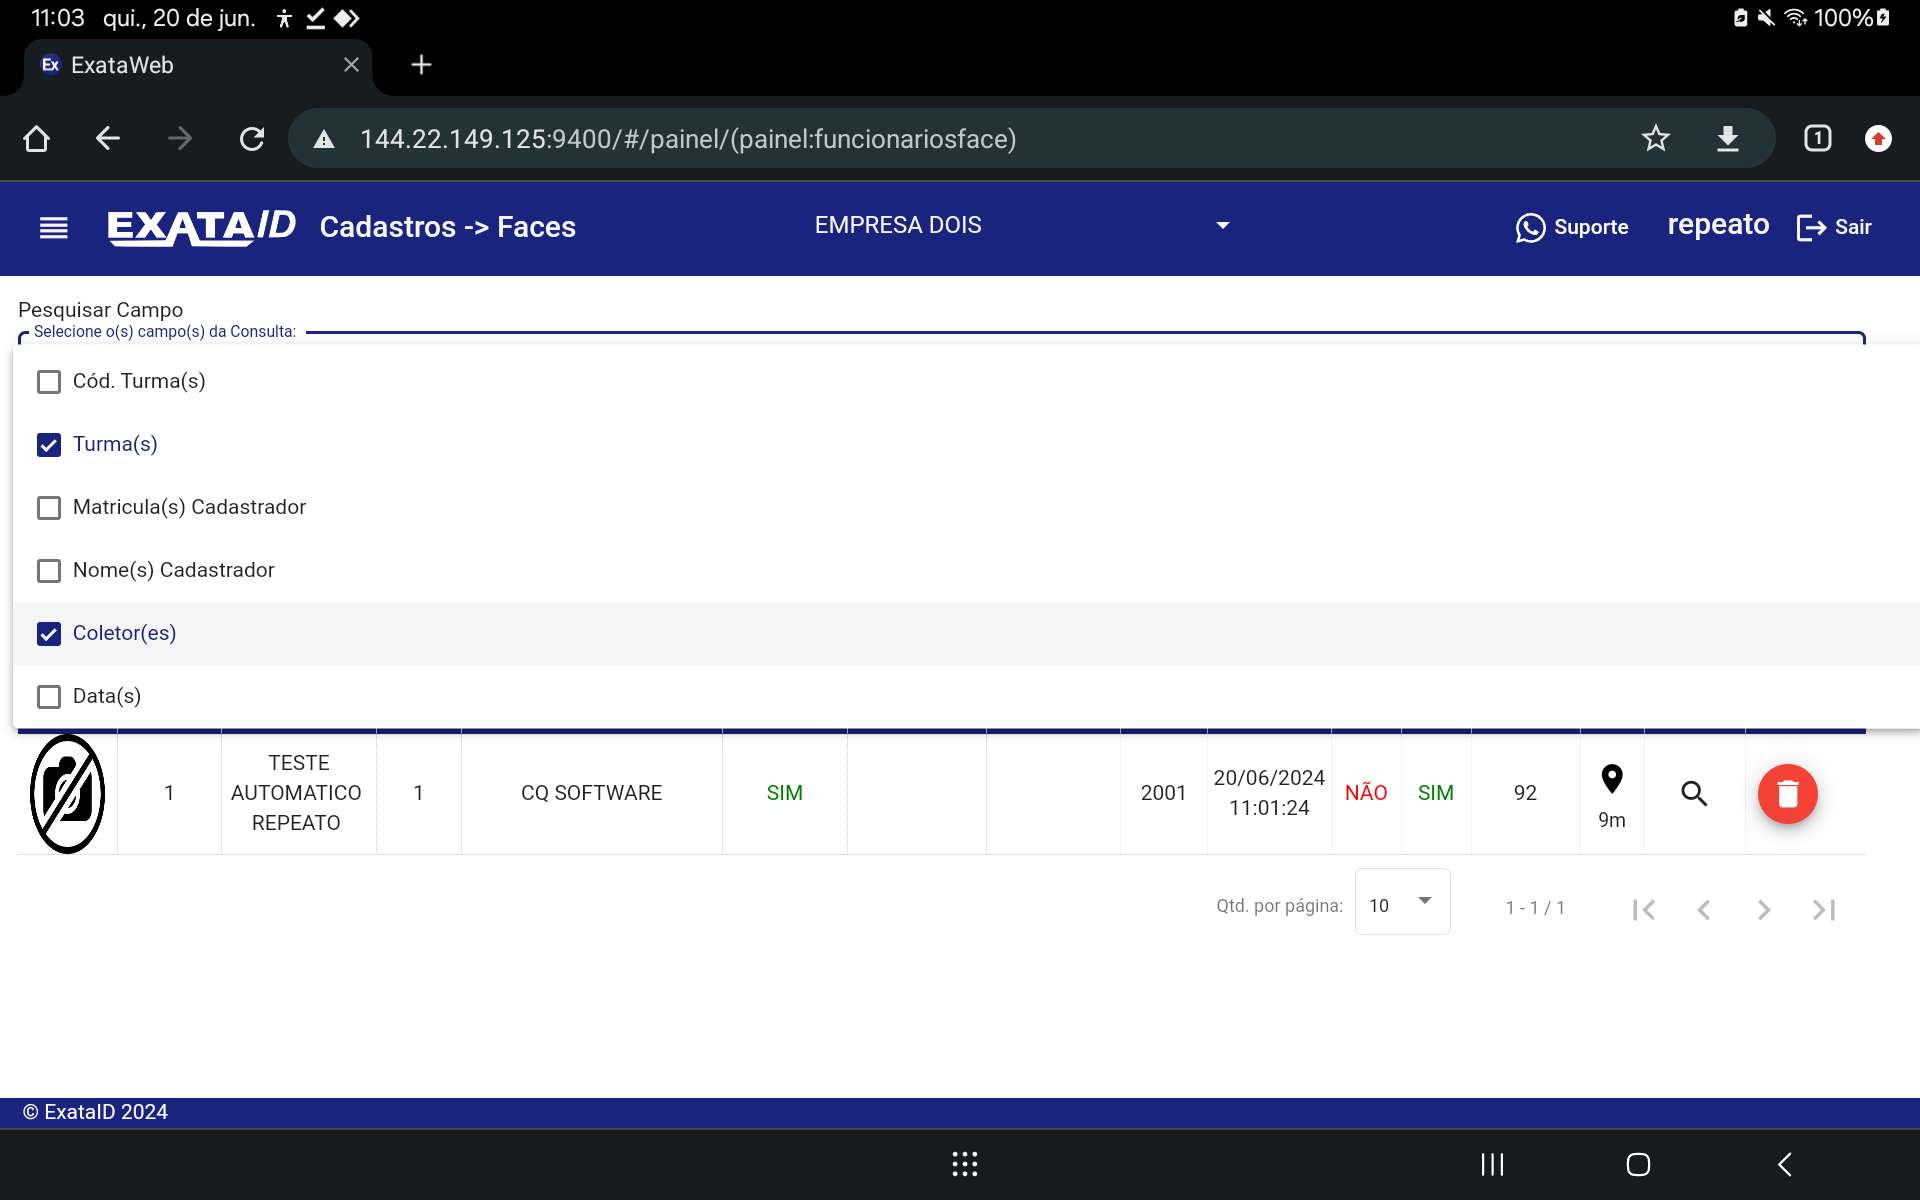 11:03 qui., 20 de jun.
100%
Ex ExataWeb
144.22.149.125:9400/#/painel/(painel:funcionariosface)
1
EXATA ID Cadastros -> Faces
EMPRESA DOIS
Suporte
repeato
Sair
Pesquisar Campo
Selecione o(s) campo(s) da Consulta:
Cód. Turma(s)
Turma(s)
Matricula(s) Cadastrador
Nome(s) Cadastrador
Coletor(es)
Data(s)
1
TESTE
AUTOMATICO
REPEATO
1
CQ SOFTWARE
SIM
2001
20/06/2024
11:01:24
NÃO
SIM
92
9m
Qtd. por página:
10
1 - 1 / 1
© ExataID 2024